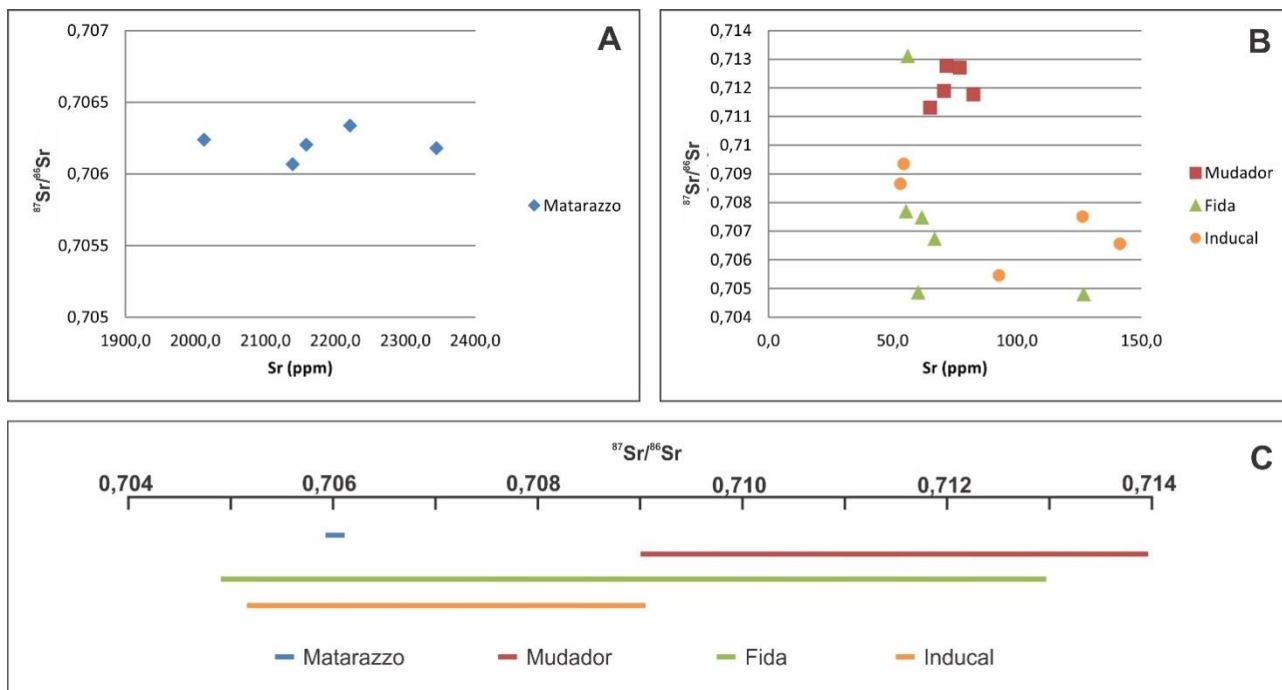 A
0,707
0,7065
0,706
0,7055
0,705
⁸⁷Sr/⁸⁶Sr
1900,0 2000,0 2100,0 2200,0 2300,0 2400,0
Sr (ppm)
Matarazzo
B
0,714
0,713
0,712
0,711
0,71
0,709
0,708
0,707
0,706
0,705
0,704
⁸⁷Sr/⁸⁶Sr
0,0 50,0 100,0 150,0
Sr (ppm)
Mudador
Fida
Inducal
C
⁸⁷Sr/⁸⁶Sr
0,704 0,706 0,708 0,710 0,712 0,714
Matarazzo Mudador Fida Inducal